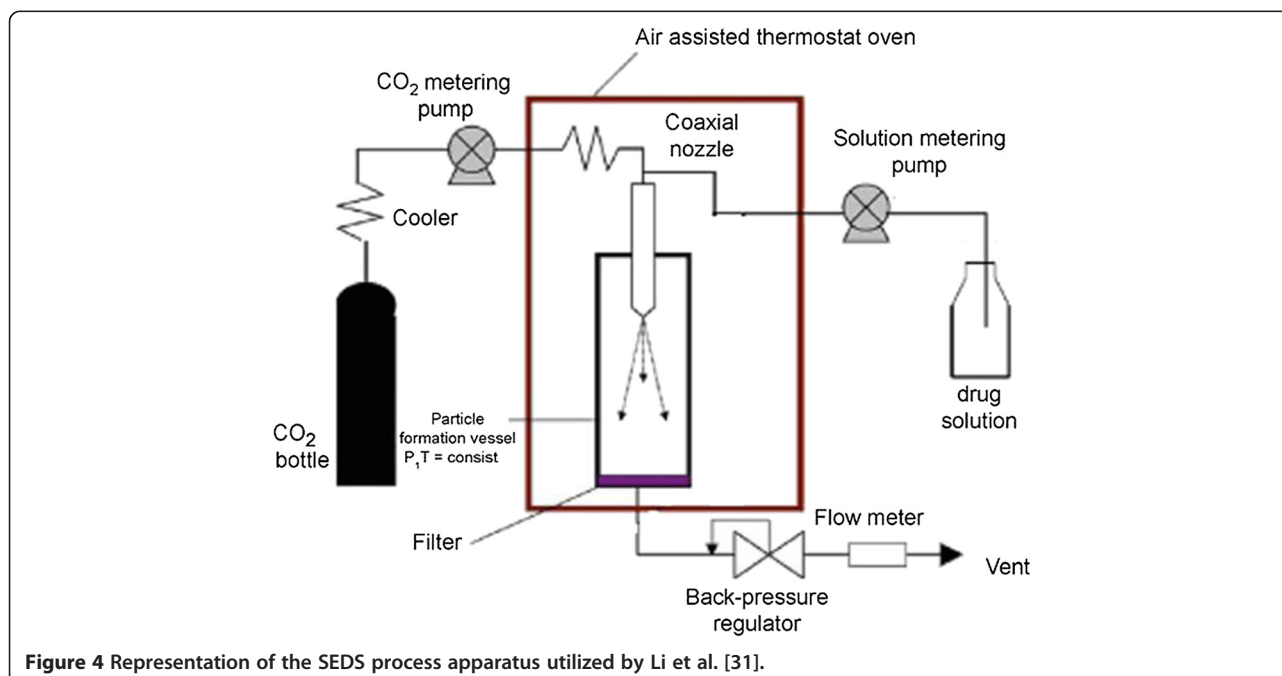 Air assisted thermostat oven
CO₂ metering
pump
Coaxial
nozzle
Solution metering
pump
Cooler
drug
solution
CO₂
bottle
Particle
formation vessel
P₁T = consist
Filter
Flow meter
Vent
Back-pressure
regulator
Figure 4 Representation of the SEDS process apparatus utilized by Li et al. [31].